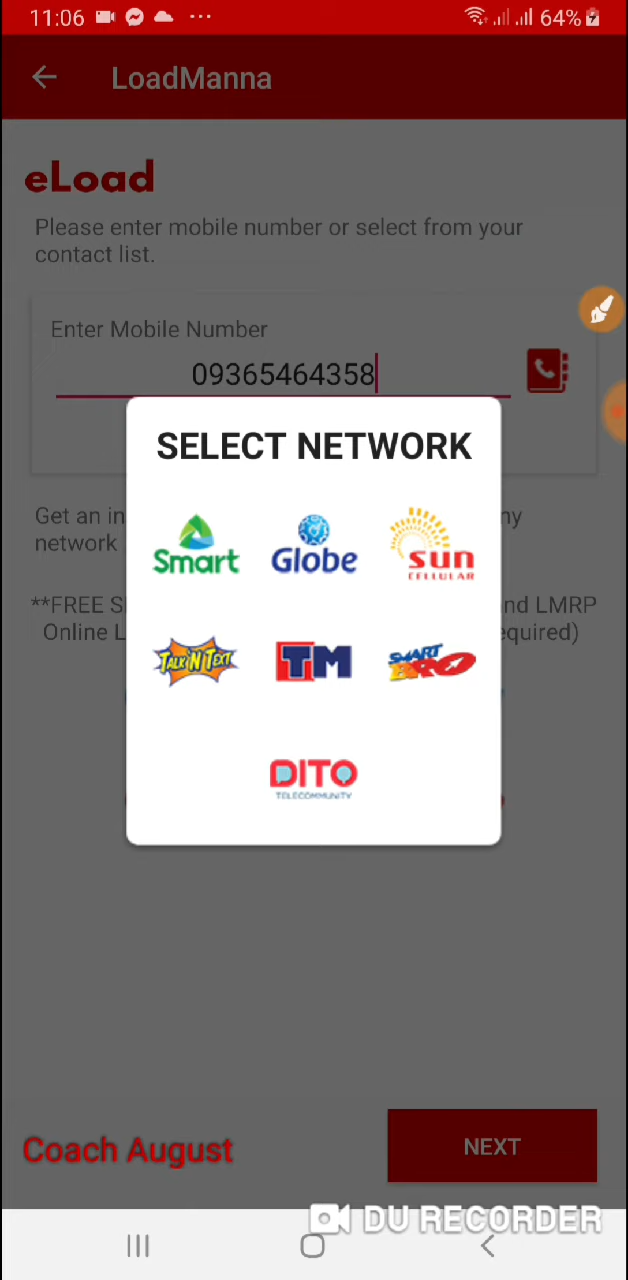 11:06 64%
LoadManna
eLoad
Please enter mobile number or select from your
contact list.
Enter Mobile Number
09365464358
SELECT NETWORK
Smart Globe sun
CELLULAR
TALK N TEXT TM SMART
BRO
DITO
TELECOMMUNITY
Get an in ny
network
**FREE S nd LMRP
Online L equired)
Coach August NEXT
DU RECORDER